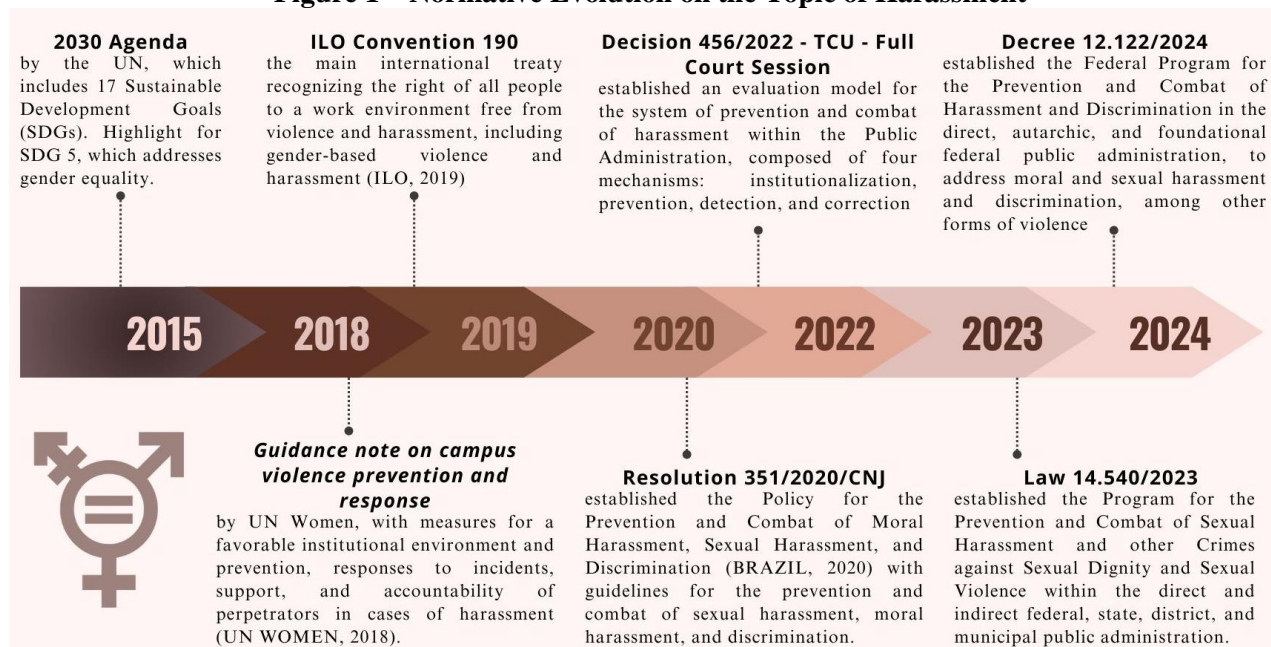 Figure 1 – Normative Evolution on the Topic of Harassment
2030 Agenda
by the UN, which
includes 17 Sustainable
Development Goals
(SDGs). Highlight for
SDG 5, which addresses
gender equality.
ILO Convention 190
the main international treaty
recognizing the right of all people
to a work environment free from
violence and harassment, including
gender-based violence and
harassment (ILO, 2019)
Decision 456/2022 - TCU - Full
Court Session
established an evaluation model for
the system of prevention and combat
of harassment within the Public
Administration, composed of four
mechanisms: institutionalization,
prevention, detection, and correction
Decree 12.122/2024
established the Federal Program for
the Prevention and Combat of
Harassment and Discrimination in the
direct, autarchic, and foundational
federal public administration, to
address moral and sexual harassment
and discrimination, among other
forms of violence
2015 2018 2019 2020 2022 2023 2024
Guidance note on campus
violence prevention and
response
by UN Women, with measures for a
favorable institutional environment and
prevention, responses to incidents,
support, and accountability of
perpetrators in cases of harassment
(UN WOMEN, 2018).
Resolution 351/2020/CNJ
established the Policy for the
Prevention and Combat of Moral
Harassment, Sexual Harassment, and
Discrimination (BRAZIL, 2020) with
guidelines for the prevention and
combat of sexual harassment, moral
harassment, and discrimination.
Law 14.540/2023
established the Program for the
Prevention and Combat of Sexual
Harassment and other Crimes
against Sexual Dignity and Sexual
Violence within the direct and
indirect federal, state, district, and
municipal public administration.